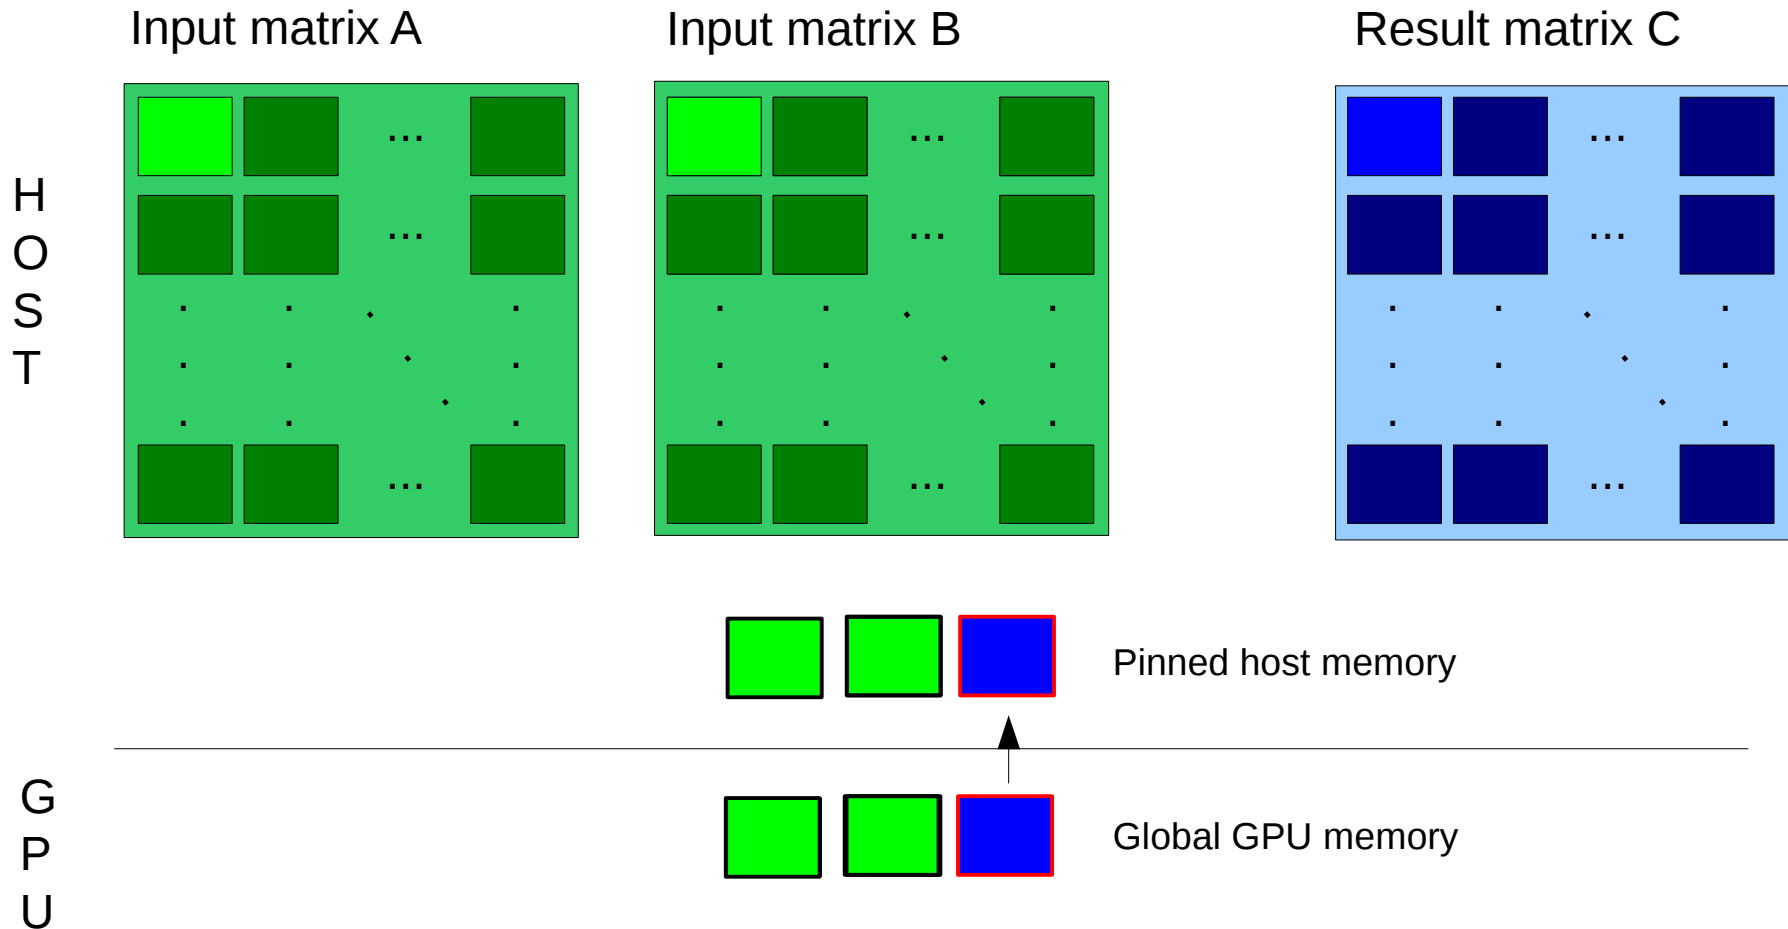 Input matrix A
Input matrix B
Result matrix C
H
O
S
T
...
...
...
...
...
...
...
...
...
Pinned host memory
G
P
U
Global GPU memory